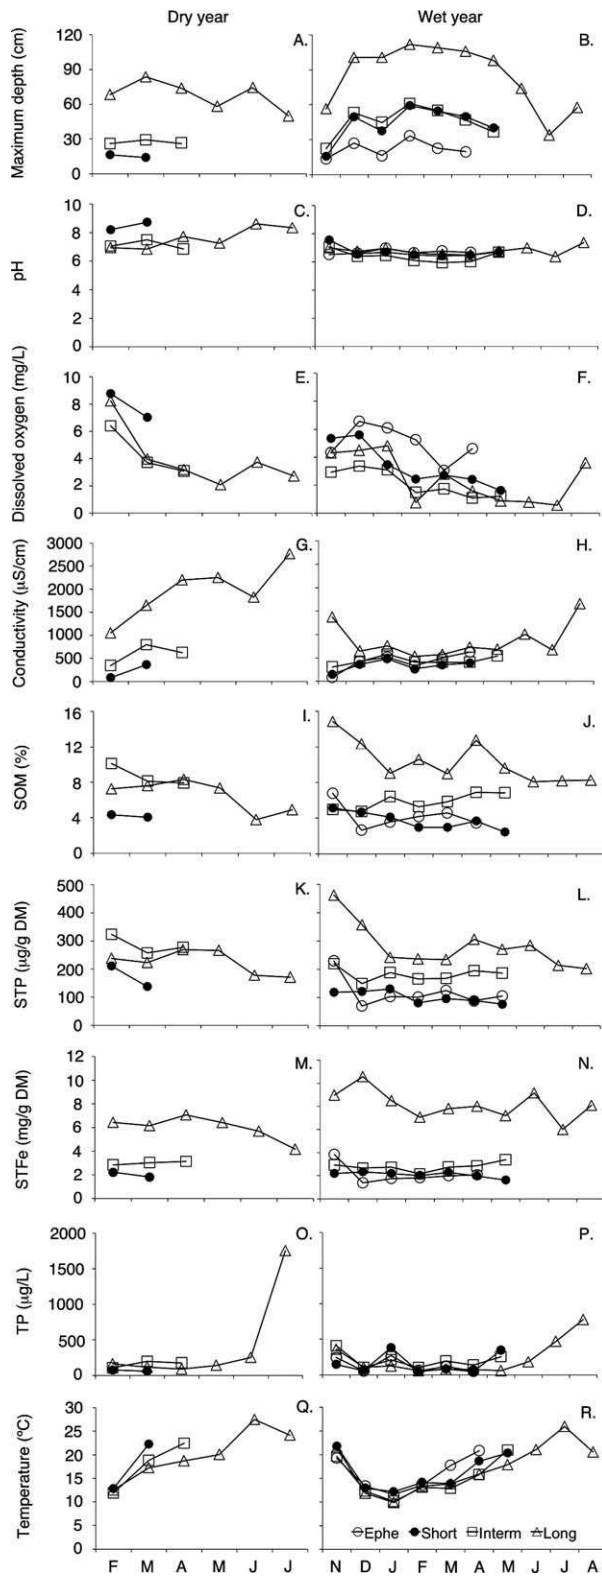 Dry year Wet year
Maximum depth (cm)
120
90
60
30
0
A. B.
pH
10
8
6
4
2
0
C. D.
Dissolved oxygen (mg/L)
10
8
6
4
2
0
E. F.
Conductivity (μS/cm)
3000
2500
2000
1500
1000
500
0
G. H.
SOM (%)
16
12
8
4
0
I. J.
STP (μg/g DM)
500
400
300
200
100
0
K. L.
STFe (mg/g DM)
12
10
8
6
4
2
0
M. N.
TP (μg/L)
2000
1500
1000
500
0
O. P.
Temperature (ºC)
30
25
20
15
10
5
0
Q. R.
Ephe Short Interm Long
F M A M J J N D J F M A M J J A